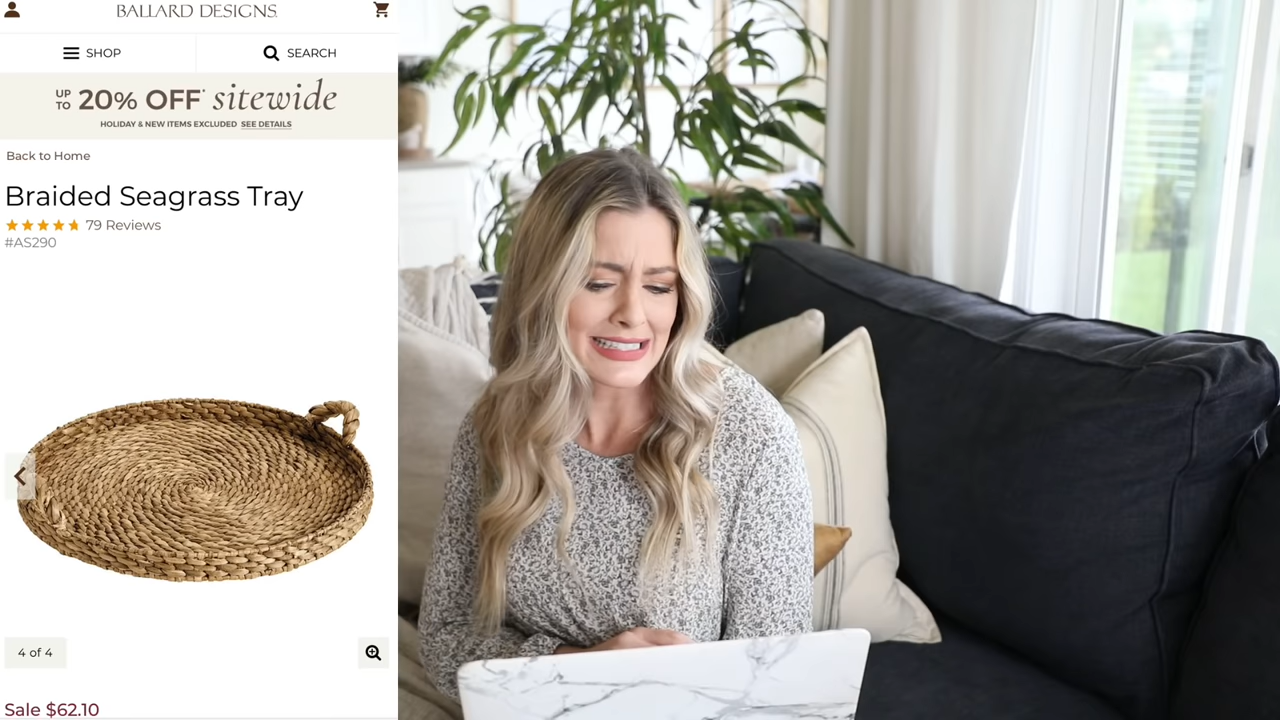 BALLARD DESIGNS
SHOP
SEARCH
UP TO 20% OFF* sitewide
HOLIDAY & NEW ITEMS EXCLUDED SEE DETAILS
Back to Home
Braided Seagrass Tray
79 Reviews
#AS290
4 of 4
Sale $62.10